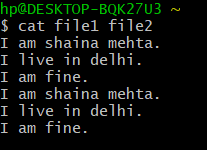 hp@DESKTOP-BQK27U3 ~
$ cat file1 file2
I am shaina mehta.
I live in delhi.
I am fine.
I am shaina mehta.
I live in delhi.
I am fine.